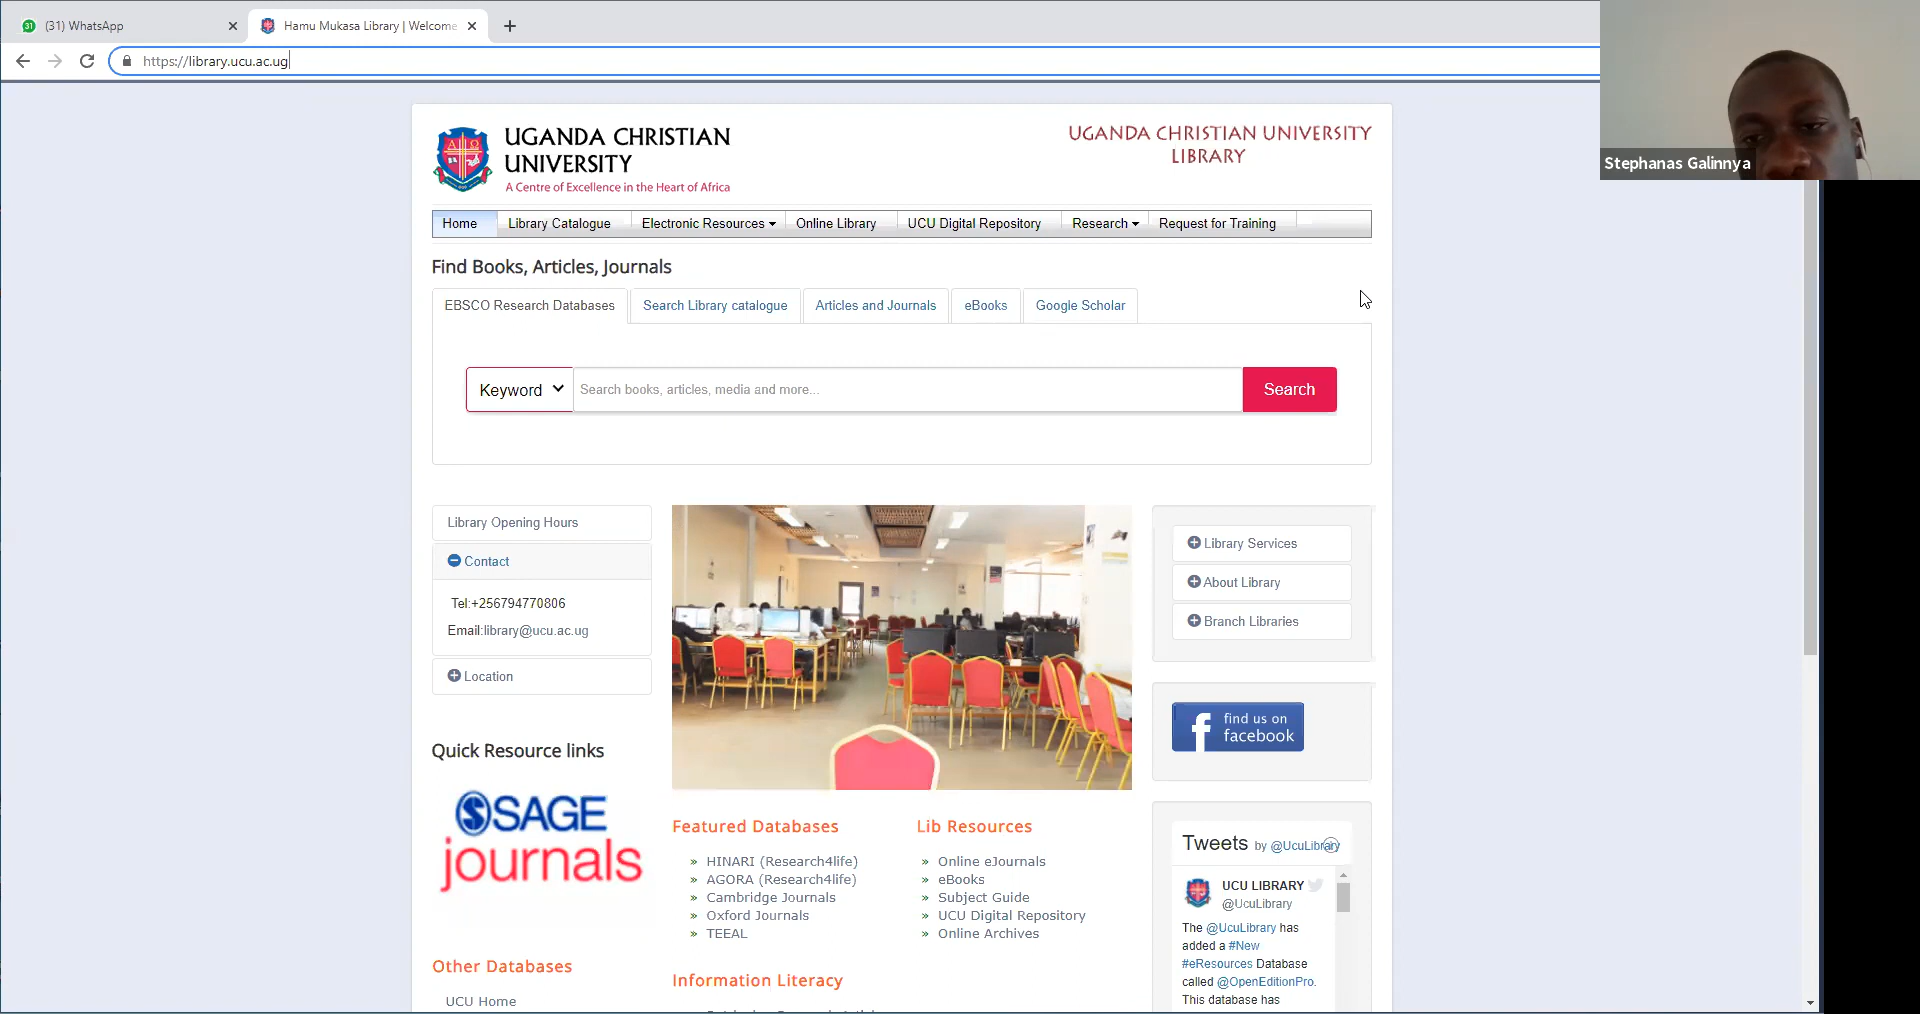 (31) WhatsApp
Hamu Mukasa Library | Welcome
https://library.ucu.ac.ug
Stephanas Galinnya
UGANDA CHRISTIAN
UNIVERSITY
A Centre of Excellence in the Heart of Africa
UGANDA CHRISTIAN UNIVERSITY
LIBRARY
Home Library Catalogue Electronic Resources Online Library UCU Digital Repository Research Request for Training
Find Books, Articles, Journals
EBSCO Research Databases Search Library catalogue Articles and Journals eBooks Google Scholar
Keyword Search books, articles, media and more... Search
Library Opening Hours
Contact
Tel:+256794770806
Email:library@ucu.ac.ug
Location
Quick Resource links
SAGE
journals
Other Databases
UCU Home
Featured Databases
» HINARI (Research4life)
» AGORA (Research4life)
» Cambridge Journals
» Oxford Journals
» TEEAL
Information Literacy
Lib Resources
» Online eJournals
» eBooks
» Subject Guide
» UCU Digital Repository
» Online Archives
Library Services
About Library
Branch Libraries
find us on
facebook
Tweets by @UcuLibrary
UCU LIBRARY
@UcuLibrary
The @UcuLibrary has
added a #New
#eResources Database
called @OpenEditionPro.
This database has